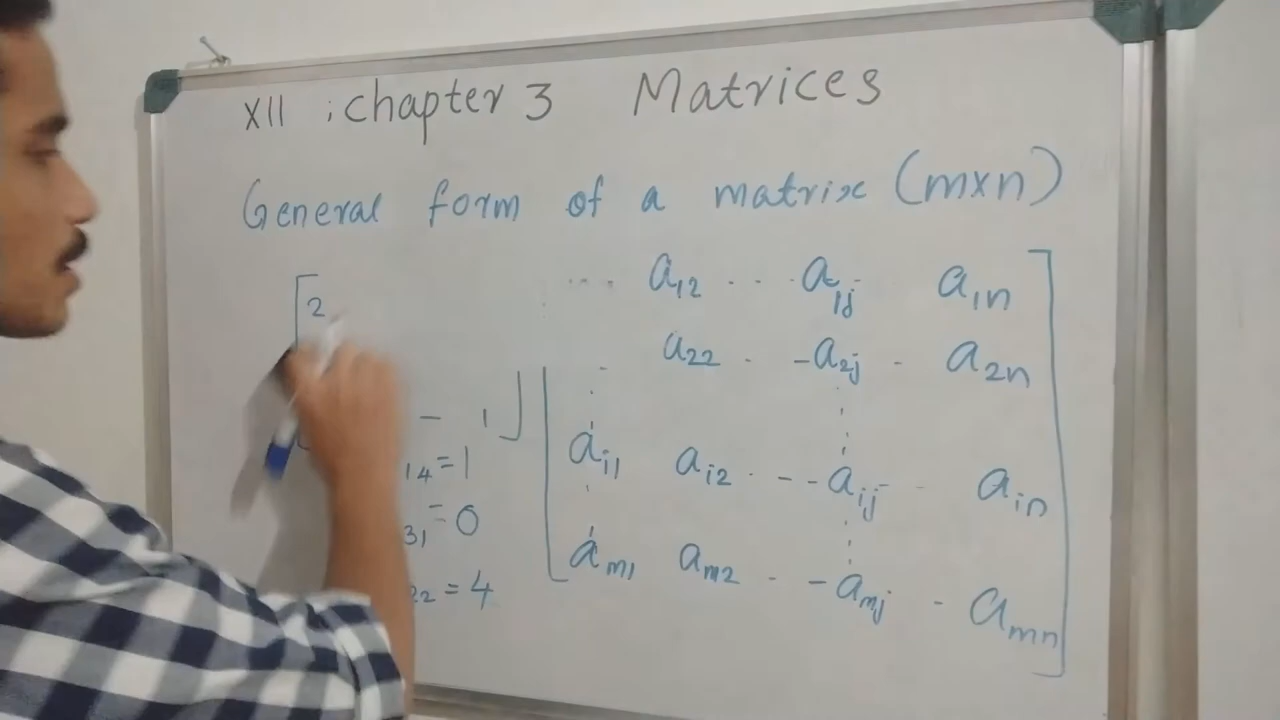 XII : chapter 3 Matrices
General form of a matrix (m×n)
2
... a12 .. . a1j a1n
a22 . -a2j - a2n
- 1
ai1 ai2 . - - aij - ain
14 = 1
31 = 0
am1 am2 . - amj - amn
22 = 4